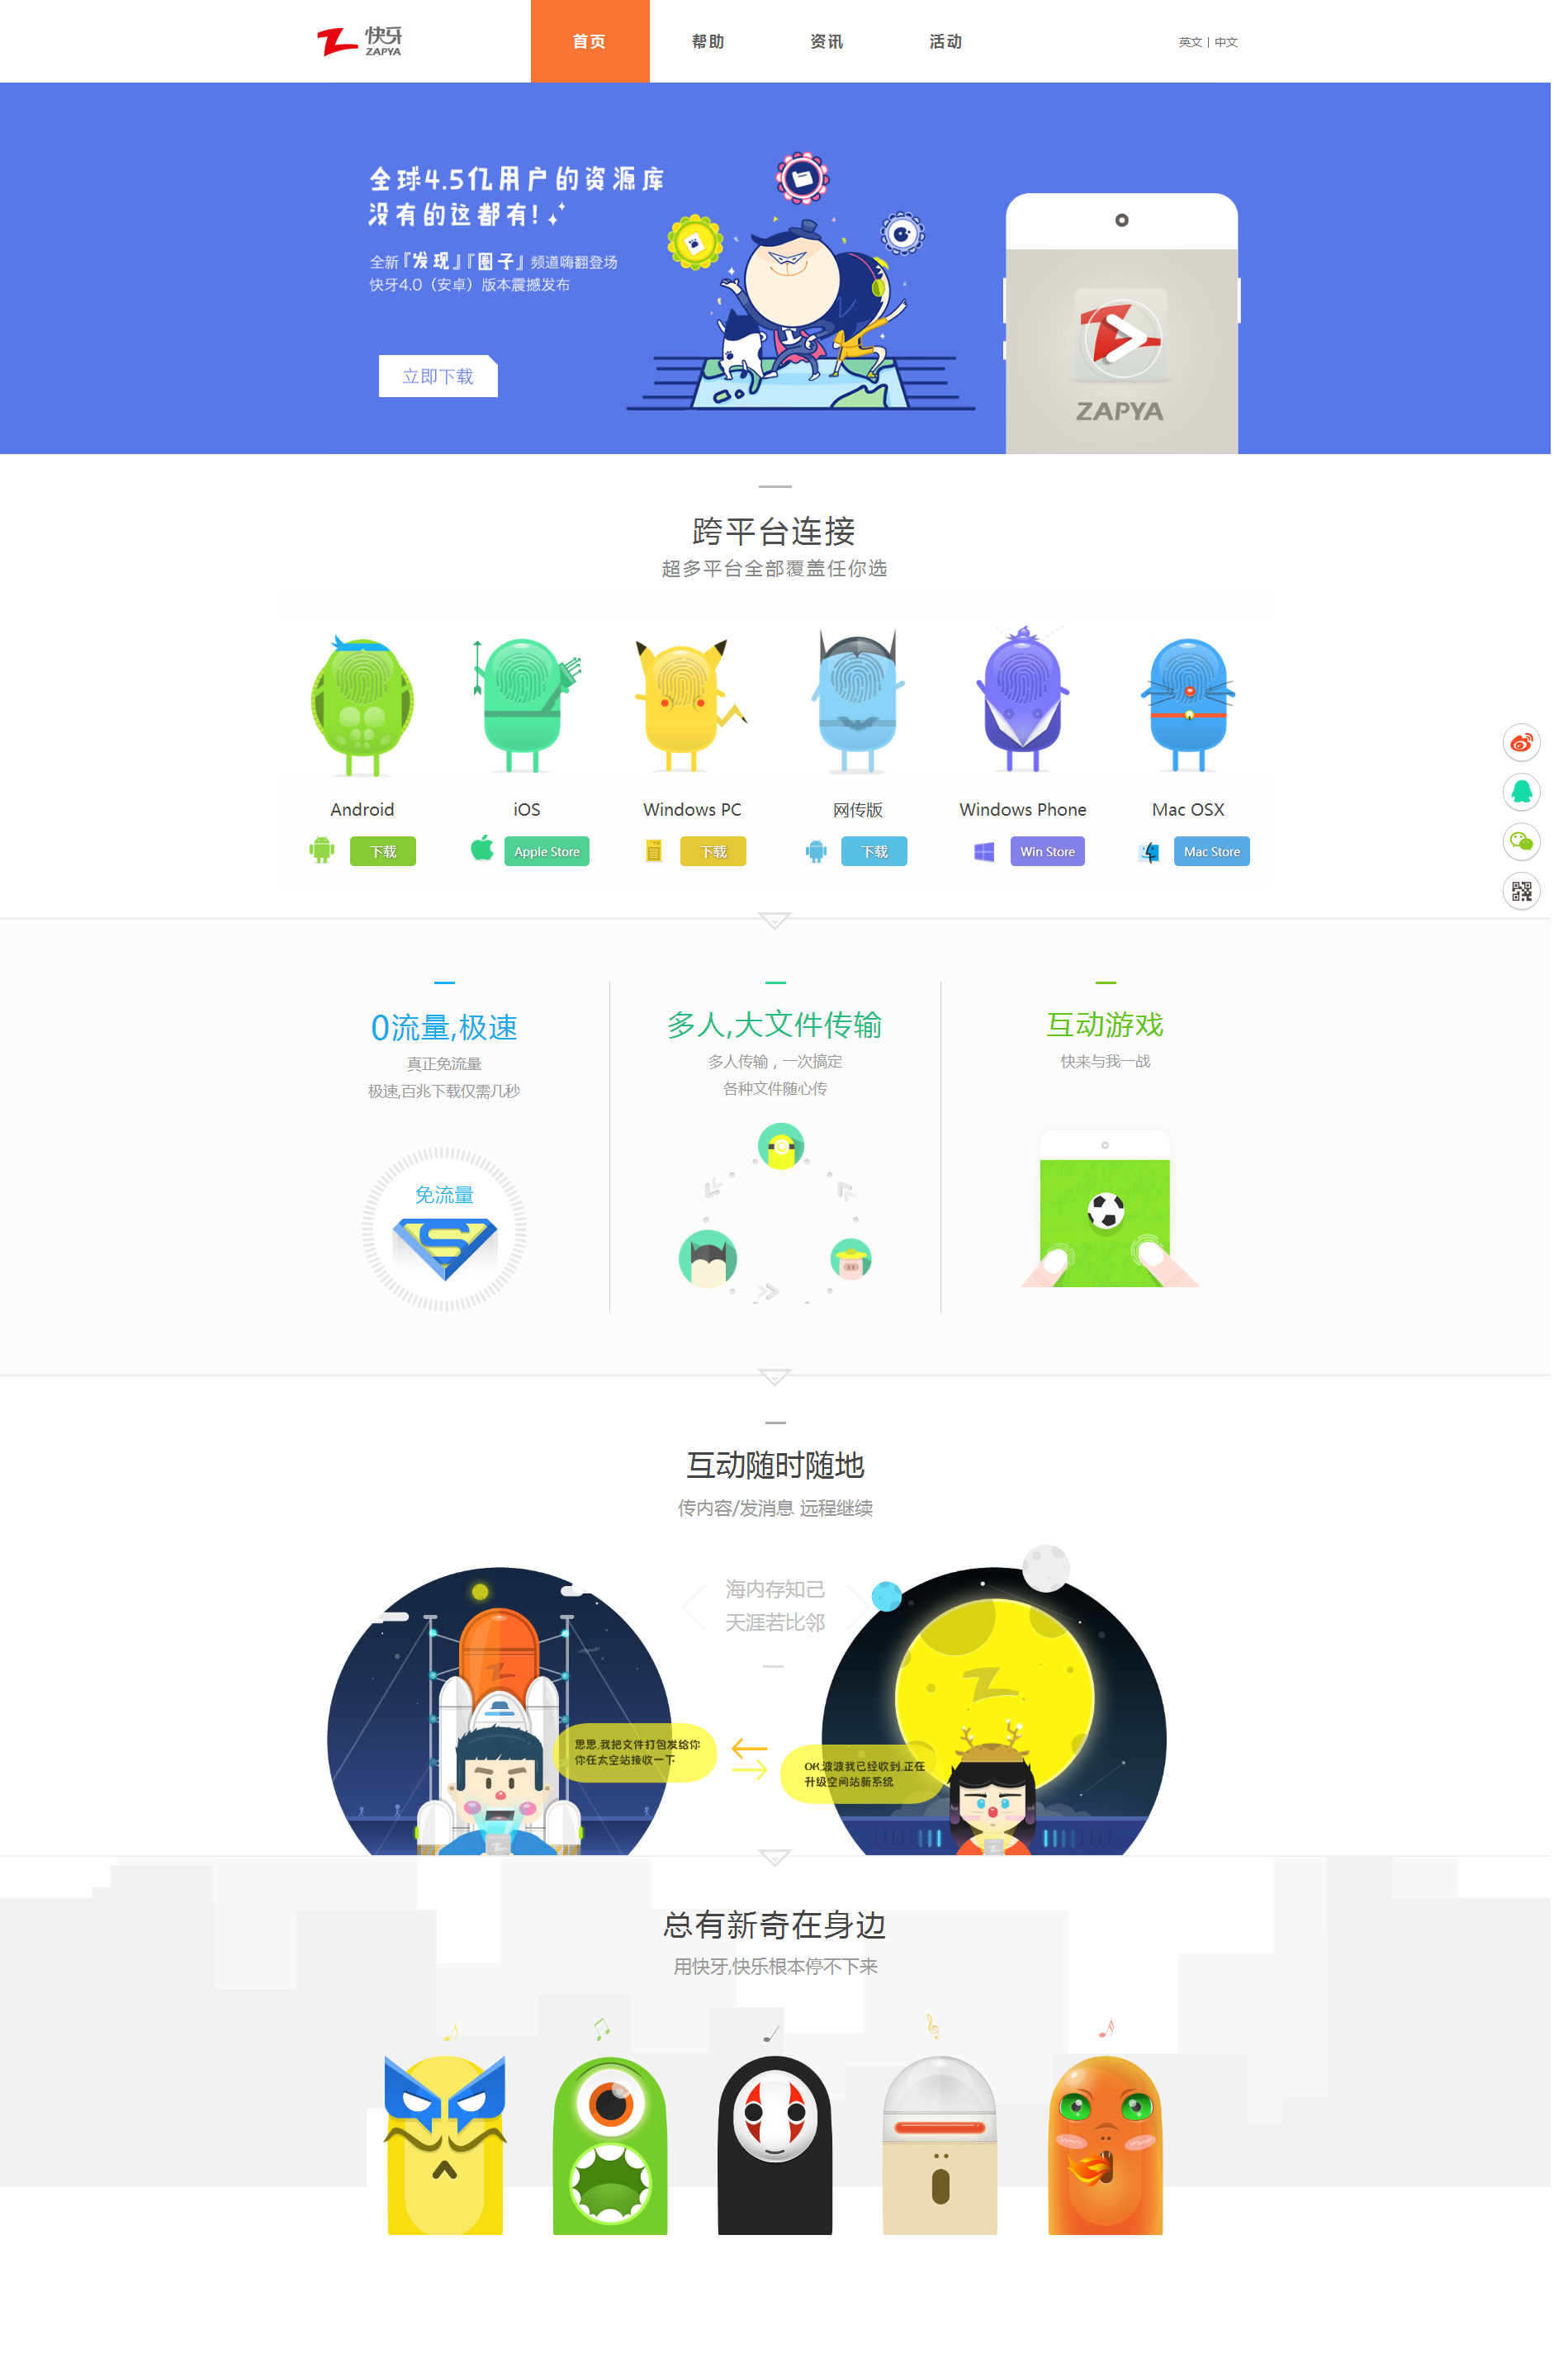 快牙
ZAPYA
首页
帮助
资讯
活动
英文 | 中文
全球4.5亿用户的资源库
没有的这都有!
全新『发现』『圈子』频道嗨翻登场
快牙4.0（安卓）版本震撼发布
立即下载
ZAPYA
跨平台连接
超多平台全部覆盖任你选
Android
iOS
Windows PC
网传版
Windows Phone
Mac OSX
下载
Apple Store
下载
下载
Win Store
Mac Store
0流量,极速
真正免流量
极速,百兆下载仅需几秒
免流量
多人,大文件传输
多人传输，一次搞定
各种文件随心传
互动游戏
快来与我一战
互动随时随地
传内容/发消息 远程继续
海内存知己
天涯若比邻
思思,我把文件打包发给你
你在太空站接收一下
OK,波波我已经收到,正在
升级空间站新系统
总有新奇在身边
用快牙,快乐根本停不下来